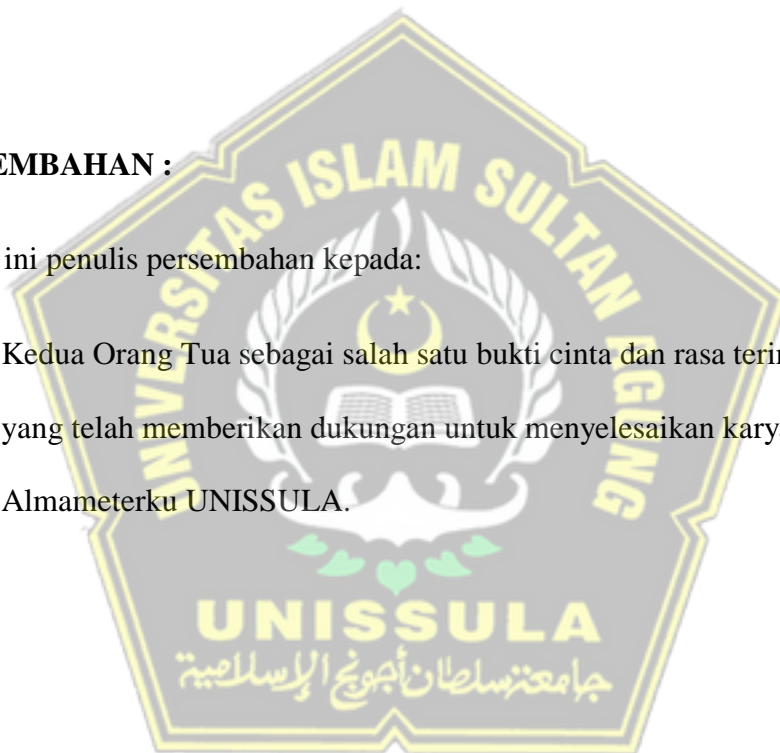 EMBAHAN :
ini penulis persembahan kepada:
Kedua Orang Tua sebagai salah satu bukti cinta dan rasa terin
yang telah memberikan dukungan untuk menyelesaikan kary
Almameterku UNISSULA.
UNIVERSITAS ISLAM SULTAN AGUNG
UNISSULA
جامعة سلطان أجونج الإسلامية